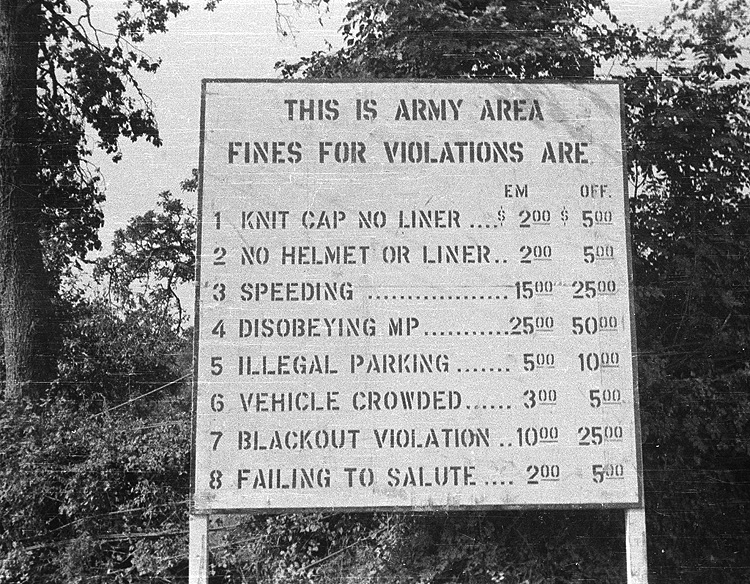 THIS IS ARMY AREA
FINES FOR VIOLATIONS ARE
EM OFF.
1 KNIT CAP NO LINER .... $ 2.00 $ 5.00
2 NO HELMET OR LINER.. 2.00 5.00
3 SPEEDING .................. 15.00 25.00
4 DISOBEYING MP........... 25.00 50.00
5 ILLEGAL PARKING ....... 5.00 10.00
6 VEHICLE CROWDED...... 3.00 5.00
7 BLACKOUT VIOLATION .. 10.00 25.00
8 FAILING TO SALUTE .... 2.00 5.00